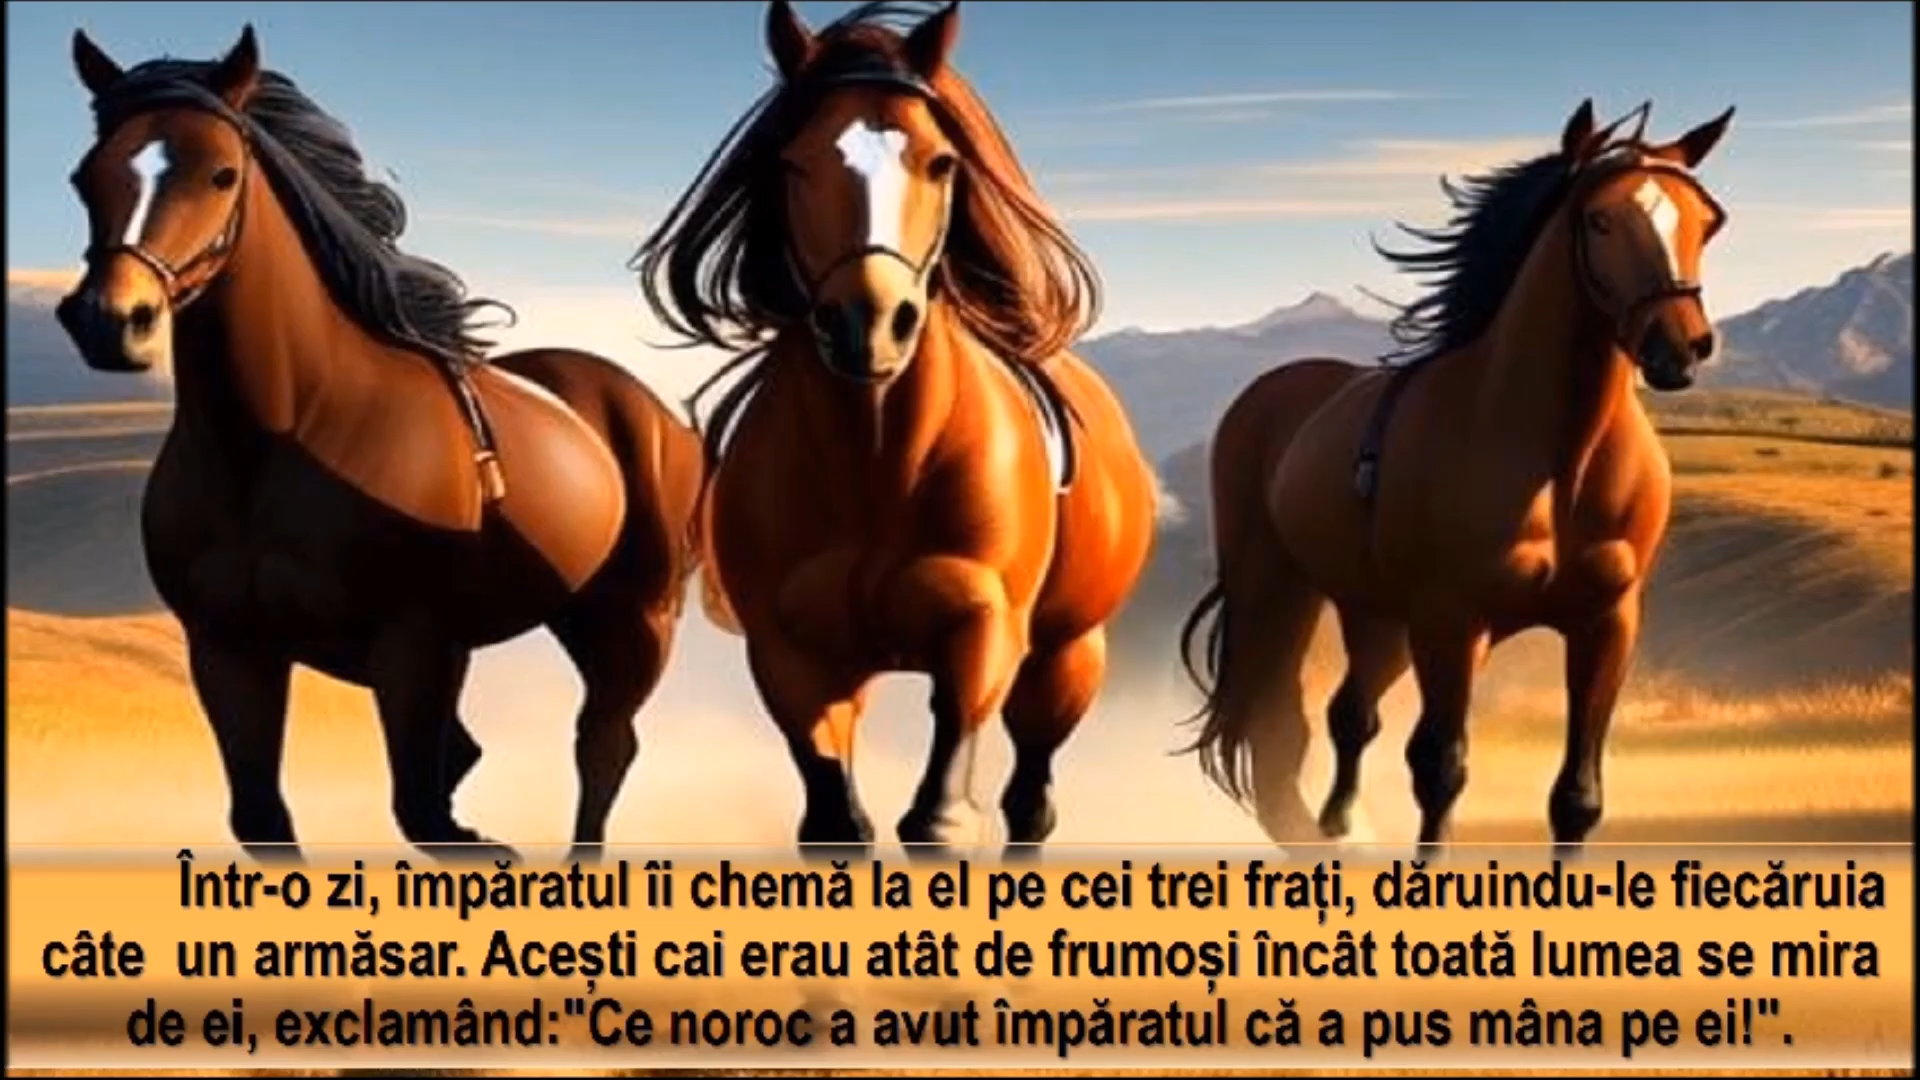 Într-o zi, împăratul îi chemă la el pe cei trei frați, dăruindu-le fiecăruia
câte un armăsar. Acești cai erau atât de frumoși încât toată lumea se mira
de ei, exclamând:"Ce noroc a avut împăratul că a pus mâna pe ei!".